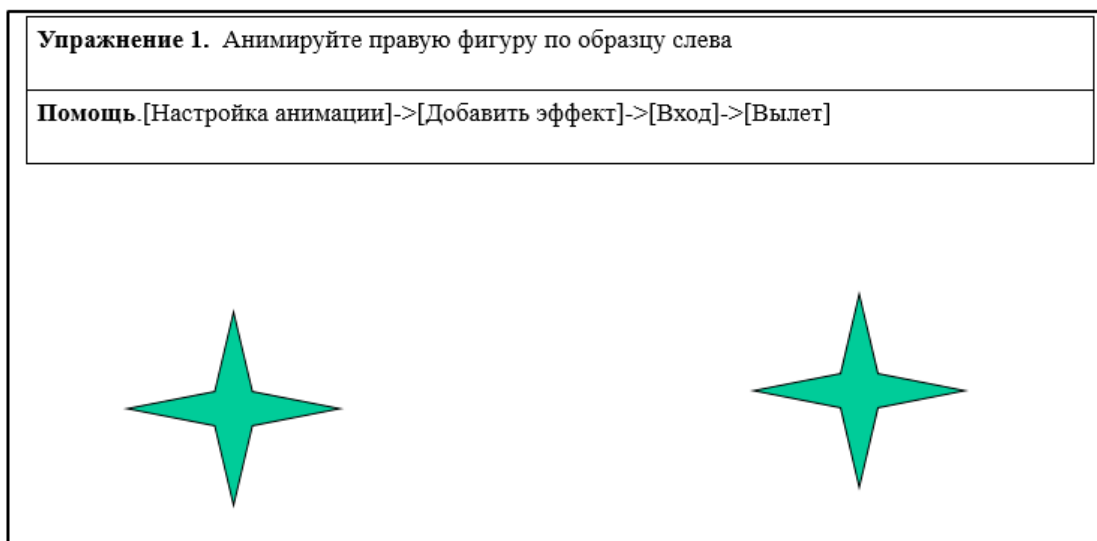 Упражнение 1.  Анимируйте правую фигуру по образцу слева
Помощь.[Настройка анимации]->[Добавить эффект]->[Вход]->[Вылет]